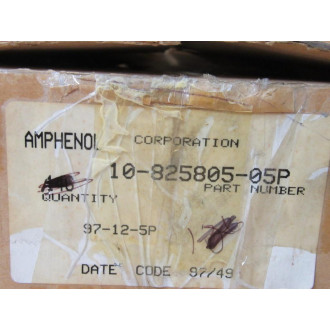 AMPHENOL CORPORATION
10-825805-05P
PART NUMBER
QUANTITY
97-12-5P
DATE CODE 97/49